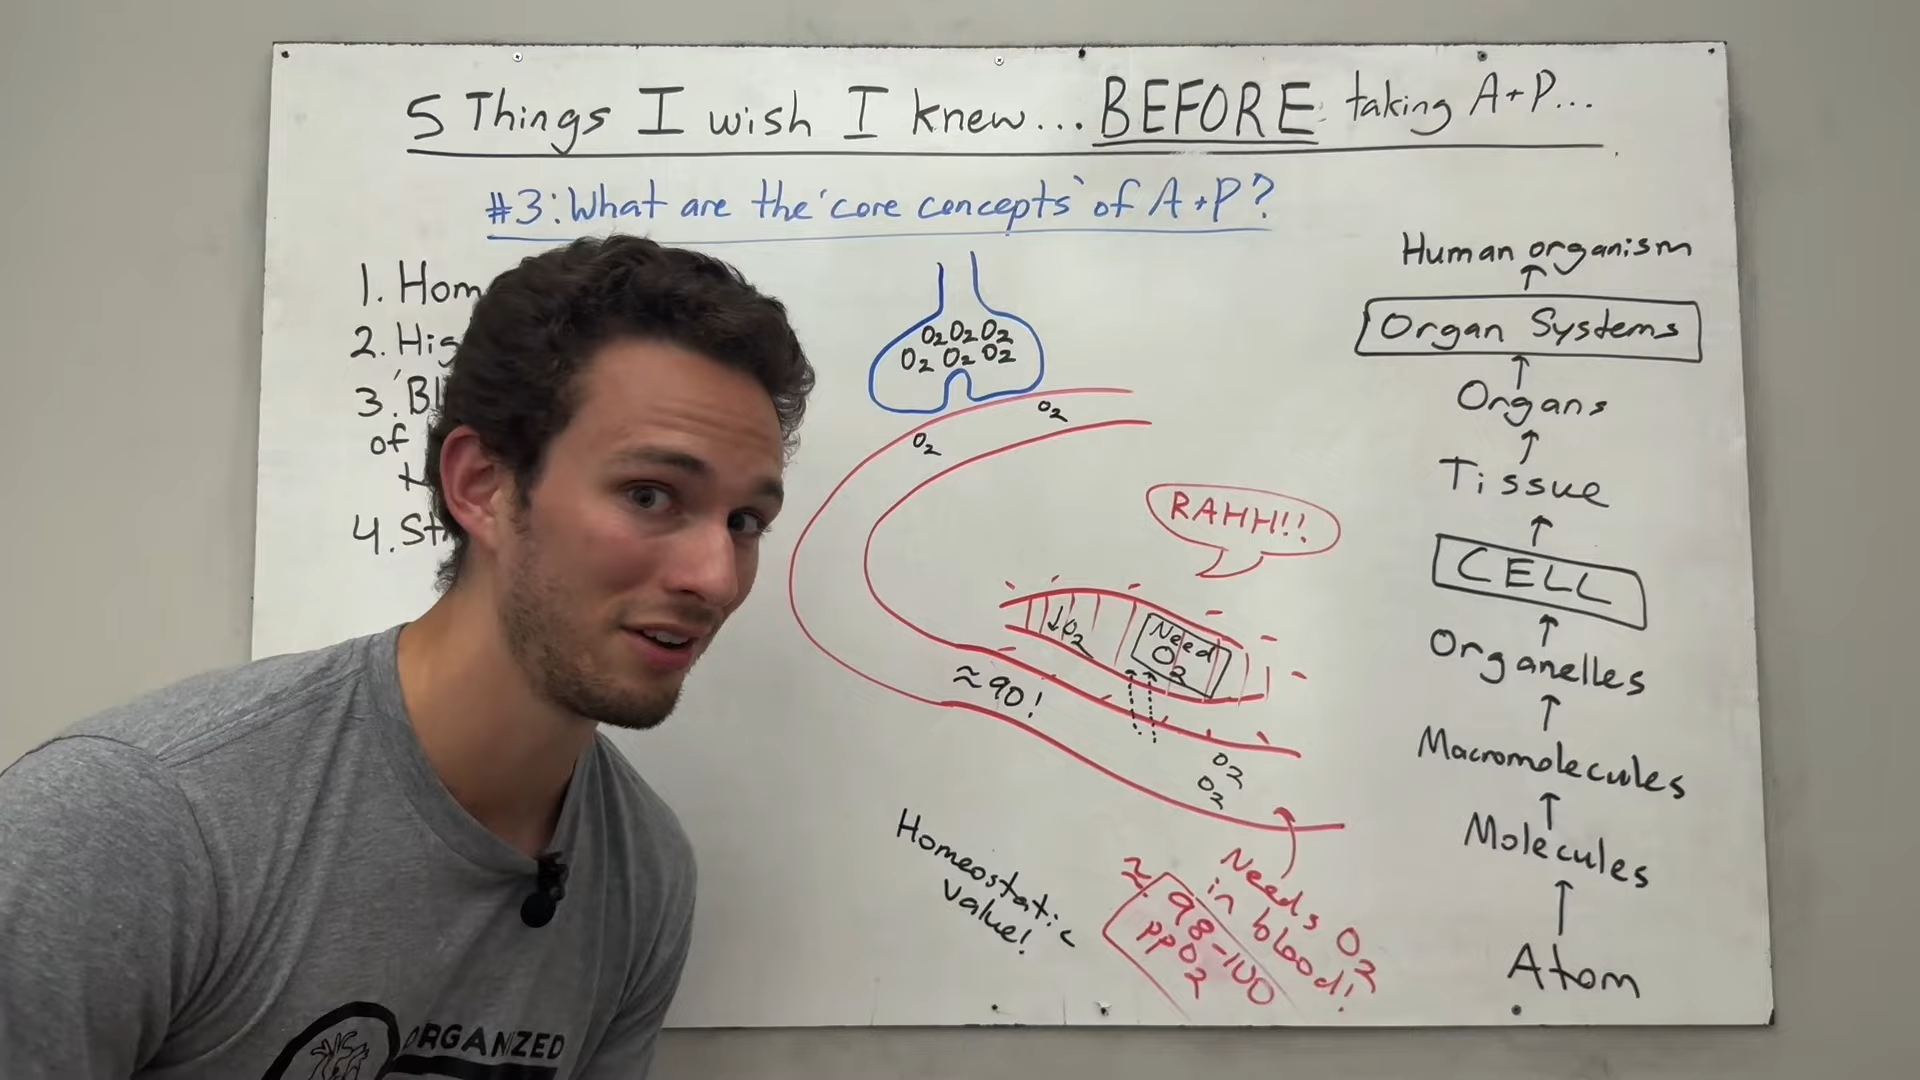 5 Things I wish I knew... BEFORE taking A+P...
#3: What are the 'core concepts' of A+P?
1. Hom
2. Hig
3. 'Bl
of
4. St
O2 O2 O2
O2 O2 O2
O2
O2
RAHH!!
↓O2
Need
O2
≈90!
O2
O2
Homeostatic
value!
Needs O2
in blood!
≈ 98-100
ppO2
Human organism
↑
Organ Systems
↑
Organs
↑
Tissue
↑
CELL
↑
Organelles
↑
Macromolecules
↑
Molecules
↑
Atom
ORGANIZED